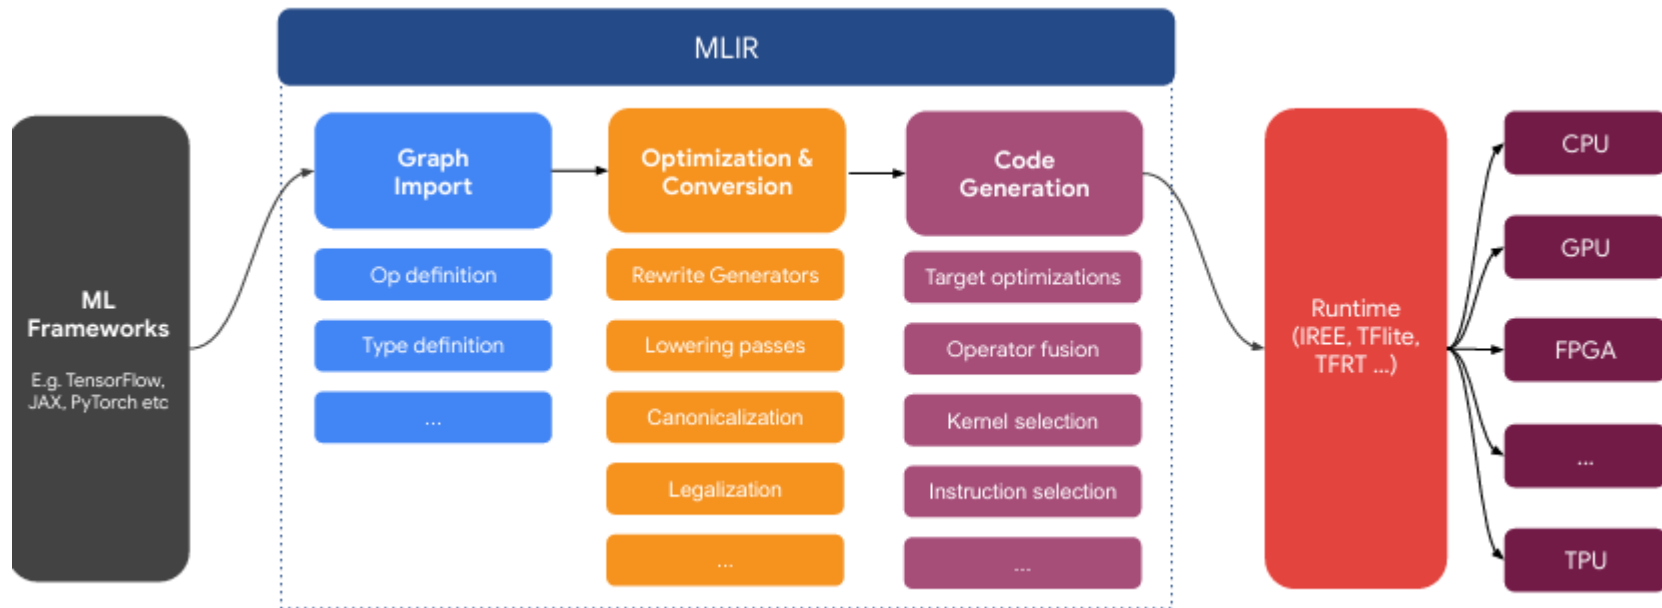 MLIR
ML
Frameworks
E.g. TensorFlow,
JAX, PyTorch etc
Graph
Import
Op definition
Type definition
...
Optimization &
Conversion
Rewrite Generators
Lowering passes
Canonicalization
Legalization
...
Code
Generation
Target optimizations
Operator fusion
Kernel selection
Instruction selection
...
Runtime
(IREE, TFlite,
TFRT ...)
CPU
GPU
FPGA
...
TPU